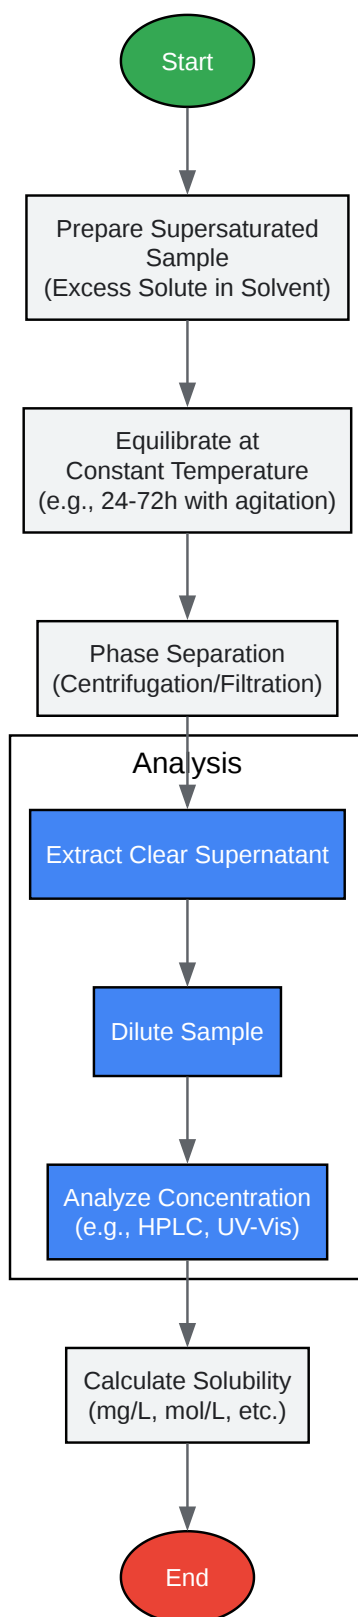 Start
Prepare Supersaturated
Sample
(Excess Solute in Solvent)
Equilibrate at
Constant Temperature
(e.g., 24-72h with agitation)
Phase Separation
(Centrifugation/Filtration)
Analysis
Extract Clear Supernatant
Dilute Sample
Analyze Concentration
(e.g., HPLC, UV-Vis)
Calculate Solubility
(mg/L, mol/L, etc.)
End